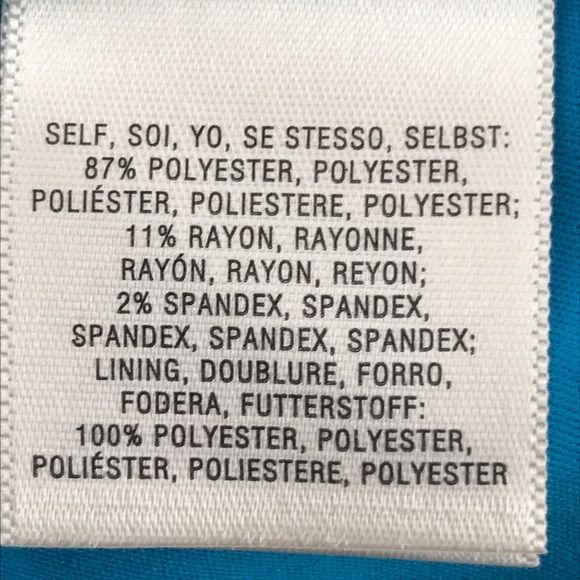 SELF, SOI, YO, SE STESSO, SELBST:
87% POLYESTER, POLYESTER,
POLIÉSTER, POLIESTERE, POLYESTER;
11% RAYON, RAYONNE,
RAYÓN, RAYON, REYON;
2% SPANDEX, SPANDEX,
SPANDEX, SPANDEX, SPANDEX;
LINING, DOUBLURE, FORRO,
FODERA, FUTTERSTOFF:
100% POLYESTER, POLYESTER,
POLIÉSTER, POLIESTERE, POLYESTER